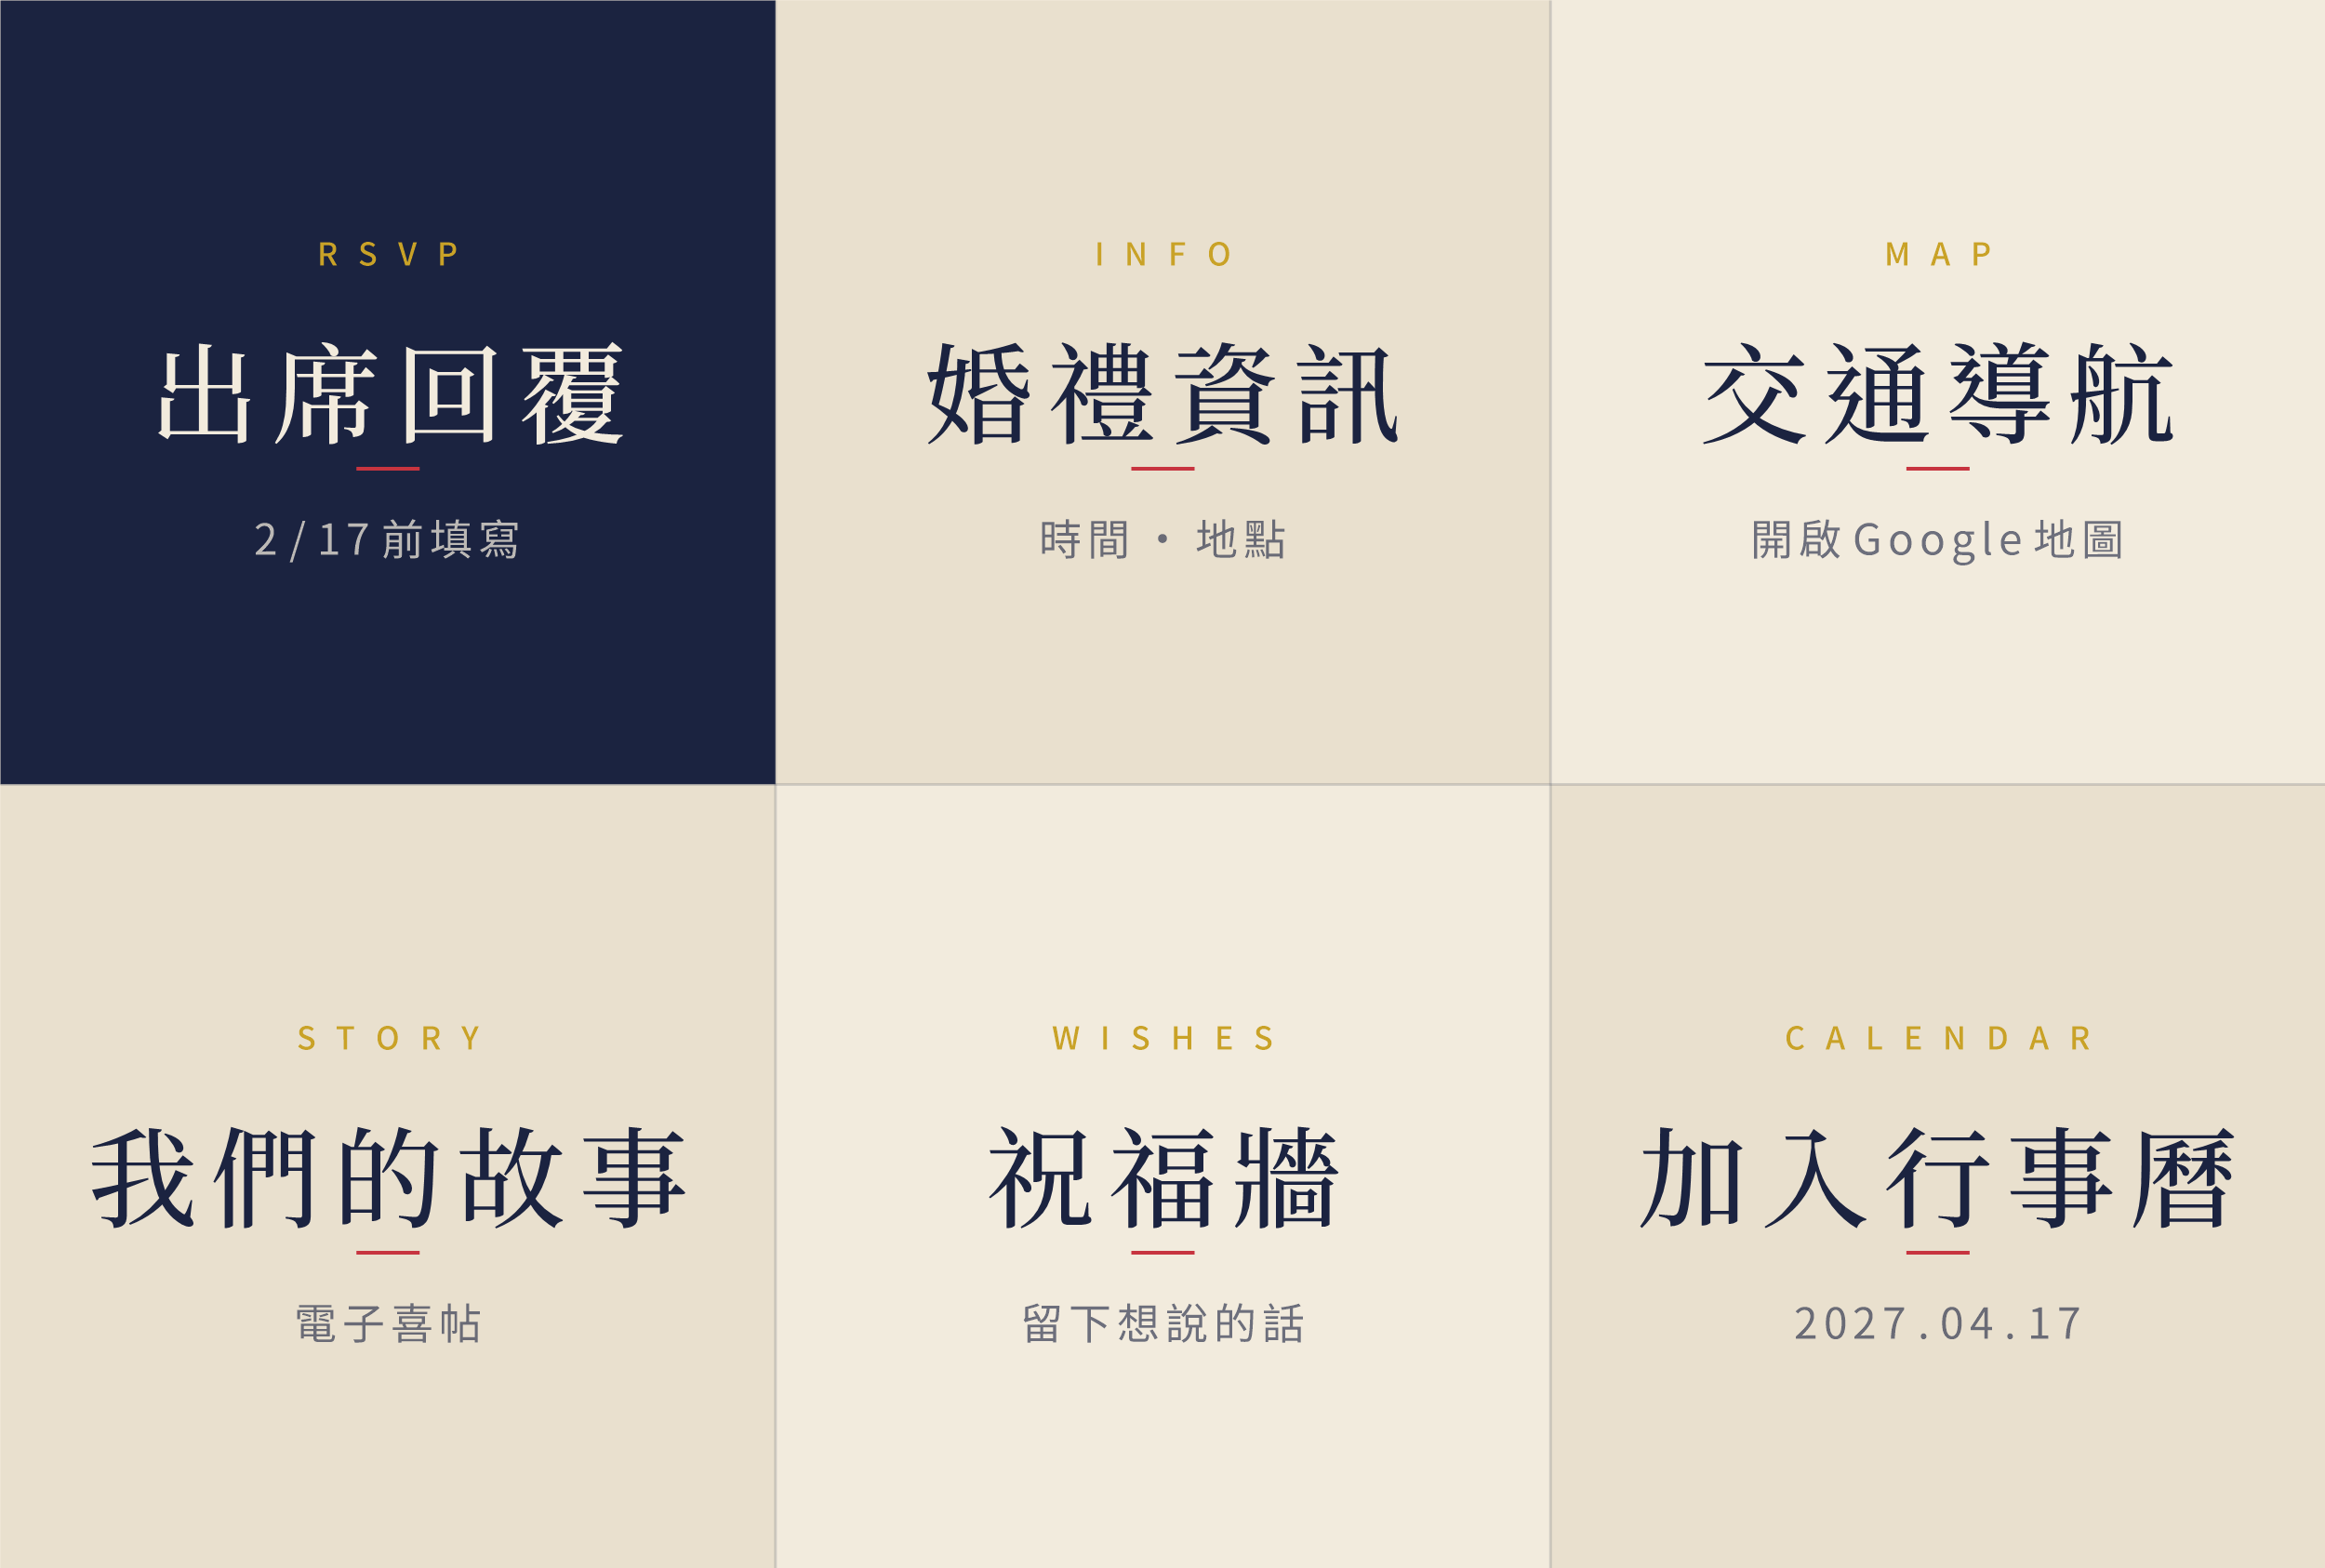 RSVP
出席回覆
2/17前填寫
INFO
婚禮資訊
時間・地點
MAP
交通導航
開啟Google地圖
STORY
我們的故事
電子喜帖
WISHES
祝福牆
留下想說的話
CALENDAR
加入行事曆
2027.04.17